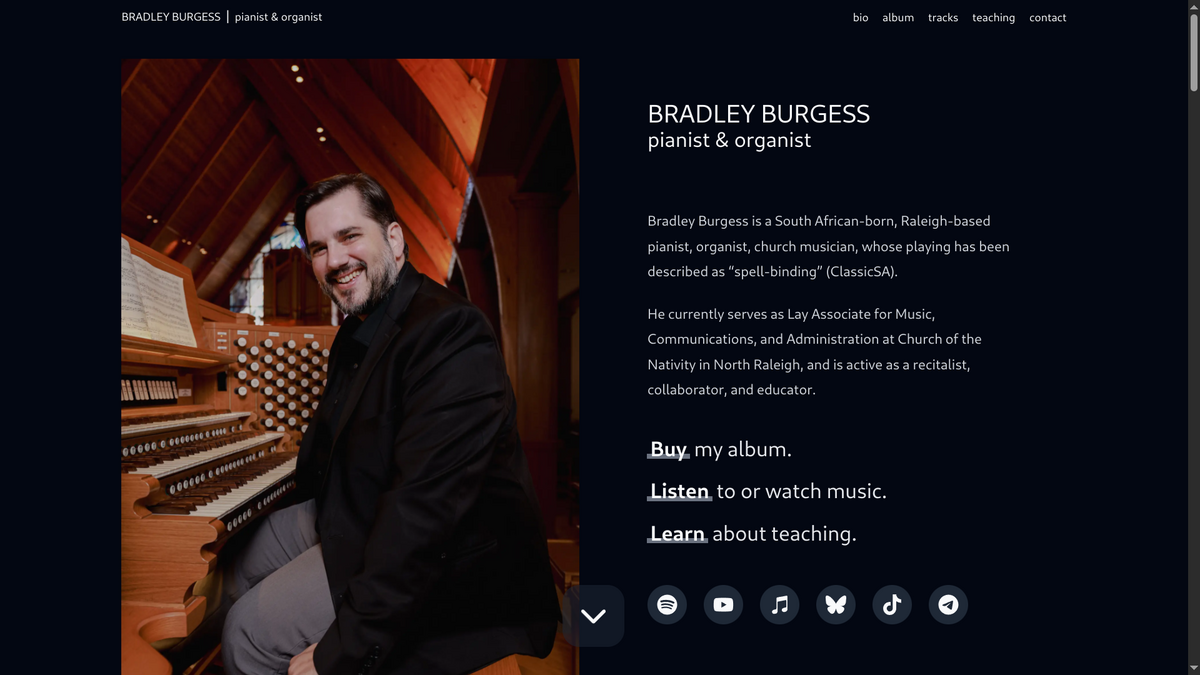 BRADLEY BURGESS | pianist & organist
bio album tracks teaching contact
BRADLEY BURGESS
pianist & organist
Bradley Burgess is a South African-born, Raleigh-based
pianist, organist, church musician, whose playing has been
described as “spell-binding” (ClassicSA).
He currently serves as Lay Associate for Music,
Communications, and Administration at Church of the
Nativity in North Raleigh, and is active as a recitalist,
collaborator, and educator.
Buy my album.
Listen to or watch music.
Learn about teaching.